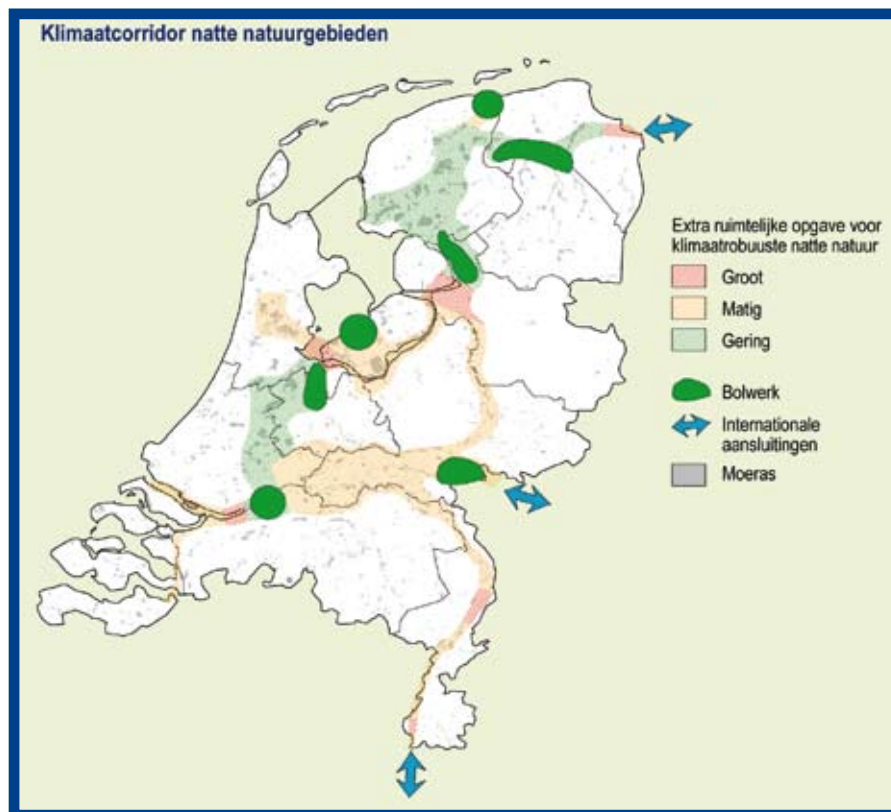 Klimaatcorridor natte natuurgebieden
Extra ruimtelijke opgave voor
klimaatrobuuste natte natuur
Groot
Matig
Gering
Bolwerk
Internationale
aansluitingen
Moeras